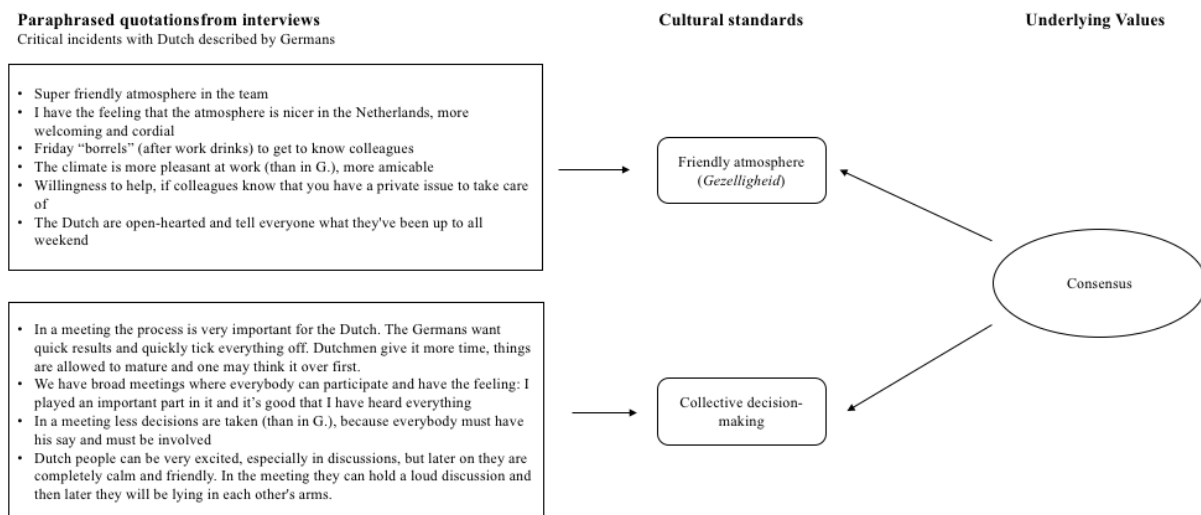 Paraphrased quotations from interviews
Critical incidents with Dutch described by Germans
Cultural standards
Underlying Values
• Super friendly atmosphere in the team
• I have the feeling that the atmosphere is nicer in the Netherlands, more
welcoming and cordial
• Friday “borrels” (after work drinks) to get to know colleagues
• The climate is more pleasant at work (than in G.), more amicable
• Willingness to help, if colleagues know that you have a private issue to take care
of
• The Dutch are open-hearted and tell everyone what they've been up to all
weekend
Friendly atmosphere
(Gezelligheid)
Consensus
• In a meeting the process is very important for the Dutch. The Germans want
quick results and quickly tick everything off. Dutchmen give it more time, things
are allowed to mature and one may think it over first.
• We have broad meetings where everybody can participate and have the feeling: I
played an important part in it and it’s good that I have heard everything
• In a meeting less decisions are taken (than in G.), because everybody must have
his say and must be involved
• Dutch people can be very excited, especially in discussions, but later on they are
completely calm and friendly. In the meeting they can hold a loud discussion and
then later they will be lying in each other's arms.
Collective decision-
making